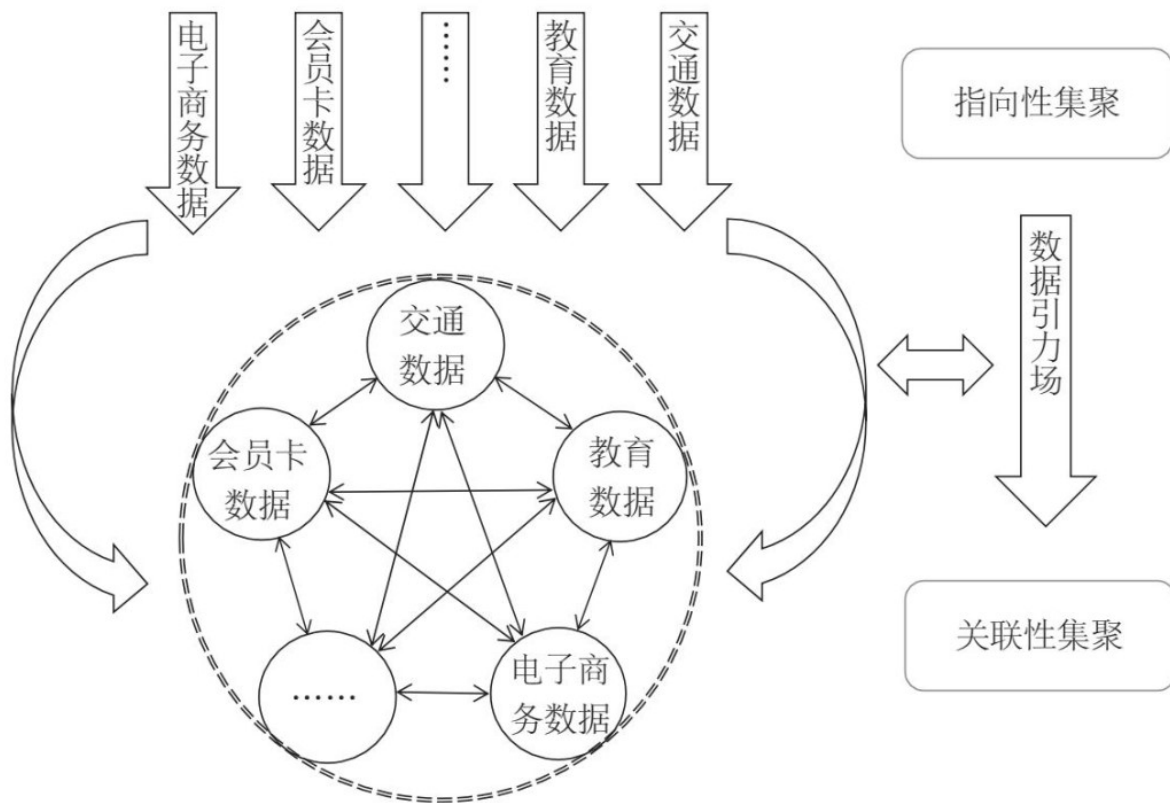 电子商务数据
会员卡数据
……
教育数据
交通数据
指向性集聚
数据引力场
交通
数据
会员卡
数据
教育
数据
……
电子商
务数据
关联性集聚